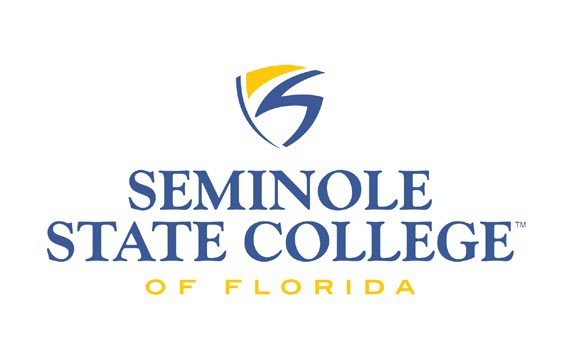 SEMINOLE
STATE COLLEGE™
OF FLORIDA